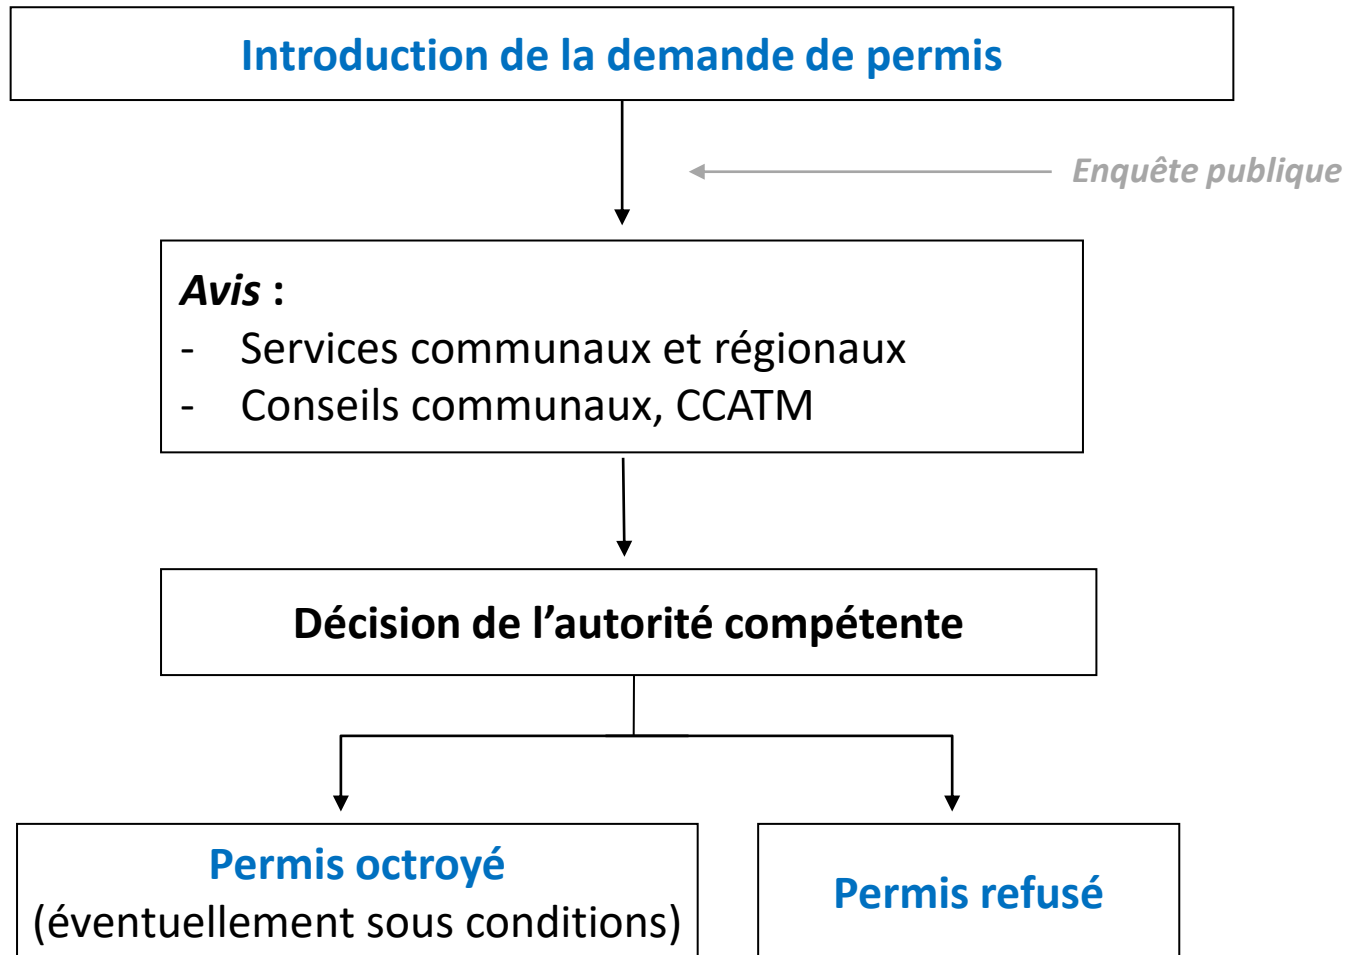 Introduction de la demande de permis
Enquête publique
Avis :
- Services communaux et régionaux
- Conseils communaux, CCATM
Décision de l’autorité compétente
Permis octroyé
(éventuellement sous conditions)
Permis refusé